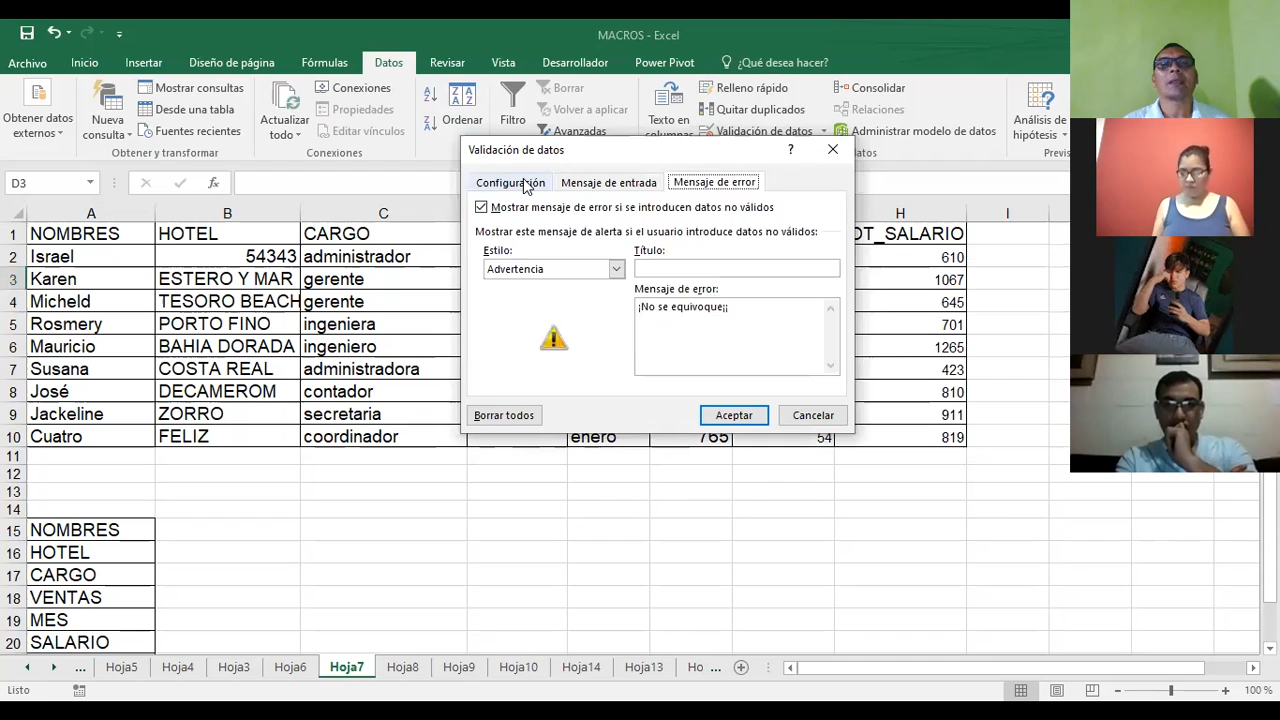 MACROS - Excel
Archivo Inicio Insertar Diseño de página Fórmulas Datos Revisar Vista Desarrollador Power Pivot ¿Qué desea hacer?
Obtener datos externos
Nueva consulta
Mostrar consultas
Desde una tabla
Fuentes recientes
Obtener y transformar
Actualizar todo
Conexiones
Propiedades
Editar vínculos
Conexiones
Ordenar
Filtro
Borrar
Volver a aplicar
Avanzadas
Texto en columnas
Relleno rápido
Quitar duplicados
Validación de datos
Consolidar
Relaciones
Administrar modelo de datos
Análisis de hipótesis
D3
Validación de datos
Configuración Mensaje de entrada Mensaje de error
Mostrar mensaje de error si se introducen datos no válidos
Mostrar este mensaje de alerta si el usuario introduce datos no válidos:
Estilo: Título:
Advertencia
Mensaje de error:
¡No se equivoque¡¡
Borrar todos Aceptar Cancelar
A B C H I
1 NOMBRES HOTEL CARGO OT_SALARIO
2 Israel 54343 administrador 610
3 Karen ESTERO Y MAR gerente 1067
4 Micheld TESORO BEACH gerente 645
5 Rosmery PORTO FINO ingeniera 701
6 Mauricio BAHIA DORADA ingeniero 1265
7 Susana COSTA REAL administradora 423
8 José DECAMEROM contador 810
9 Jackeline ZORRO secretaria 911
10 Cuatro FELIZ coordinador enero 765 54 819
11
12
13
14
15 NOMBRES
16 HOTEL
17 CARGO
18 VENTAS
19 MES
20 SALARIO
... Hoja5 Hoja4 Hoja3 Hoja6 Hoja7 Hoja8 Hoja9 Hoja10 Hoja14 Hoja13 Ho ...
Listo 100 %